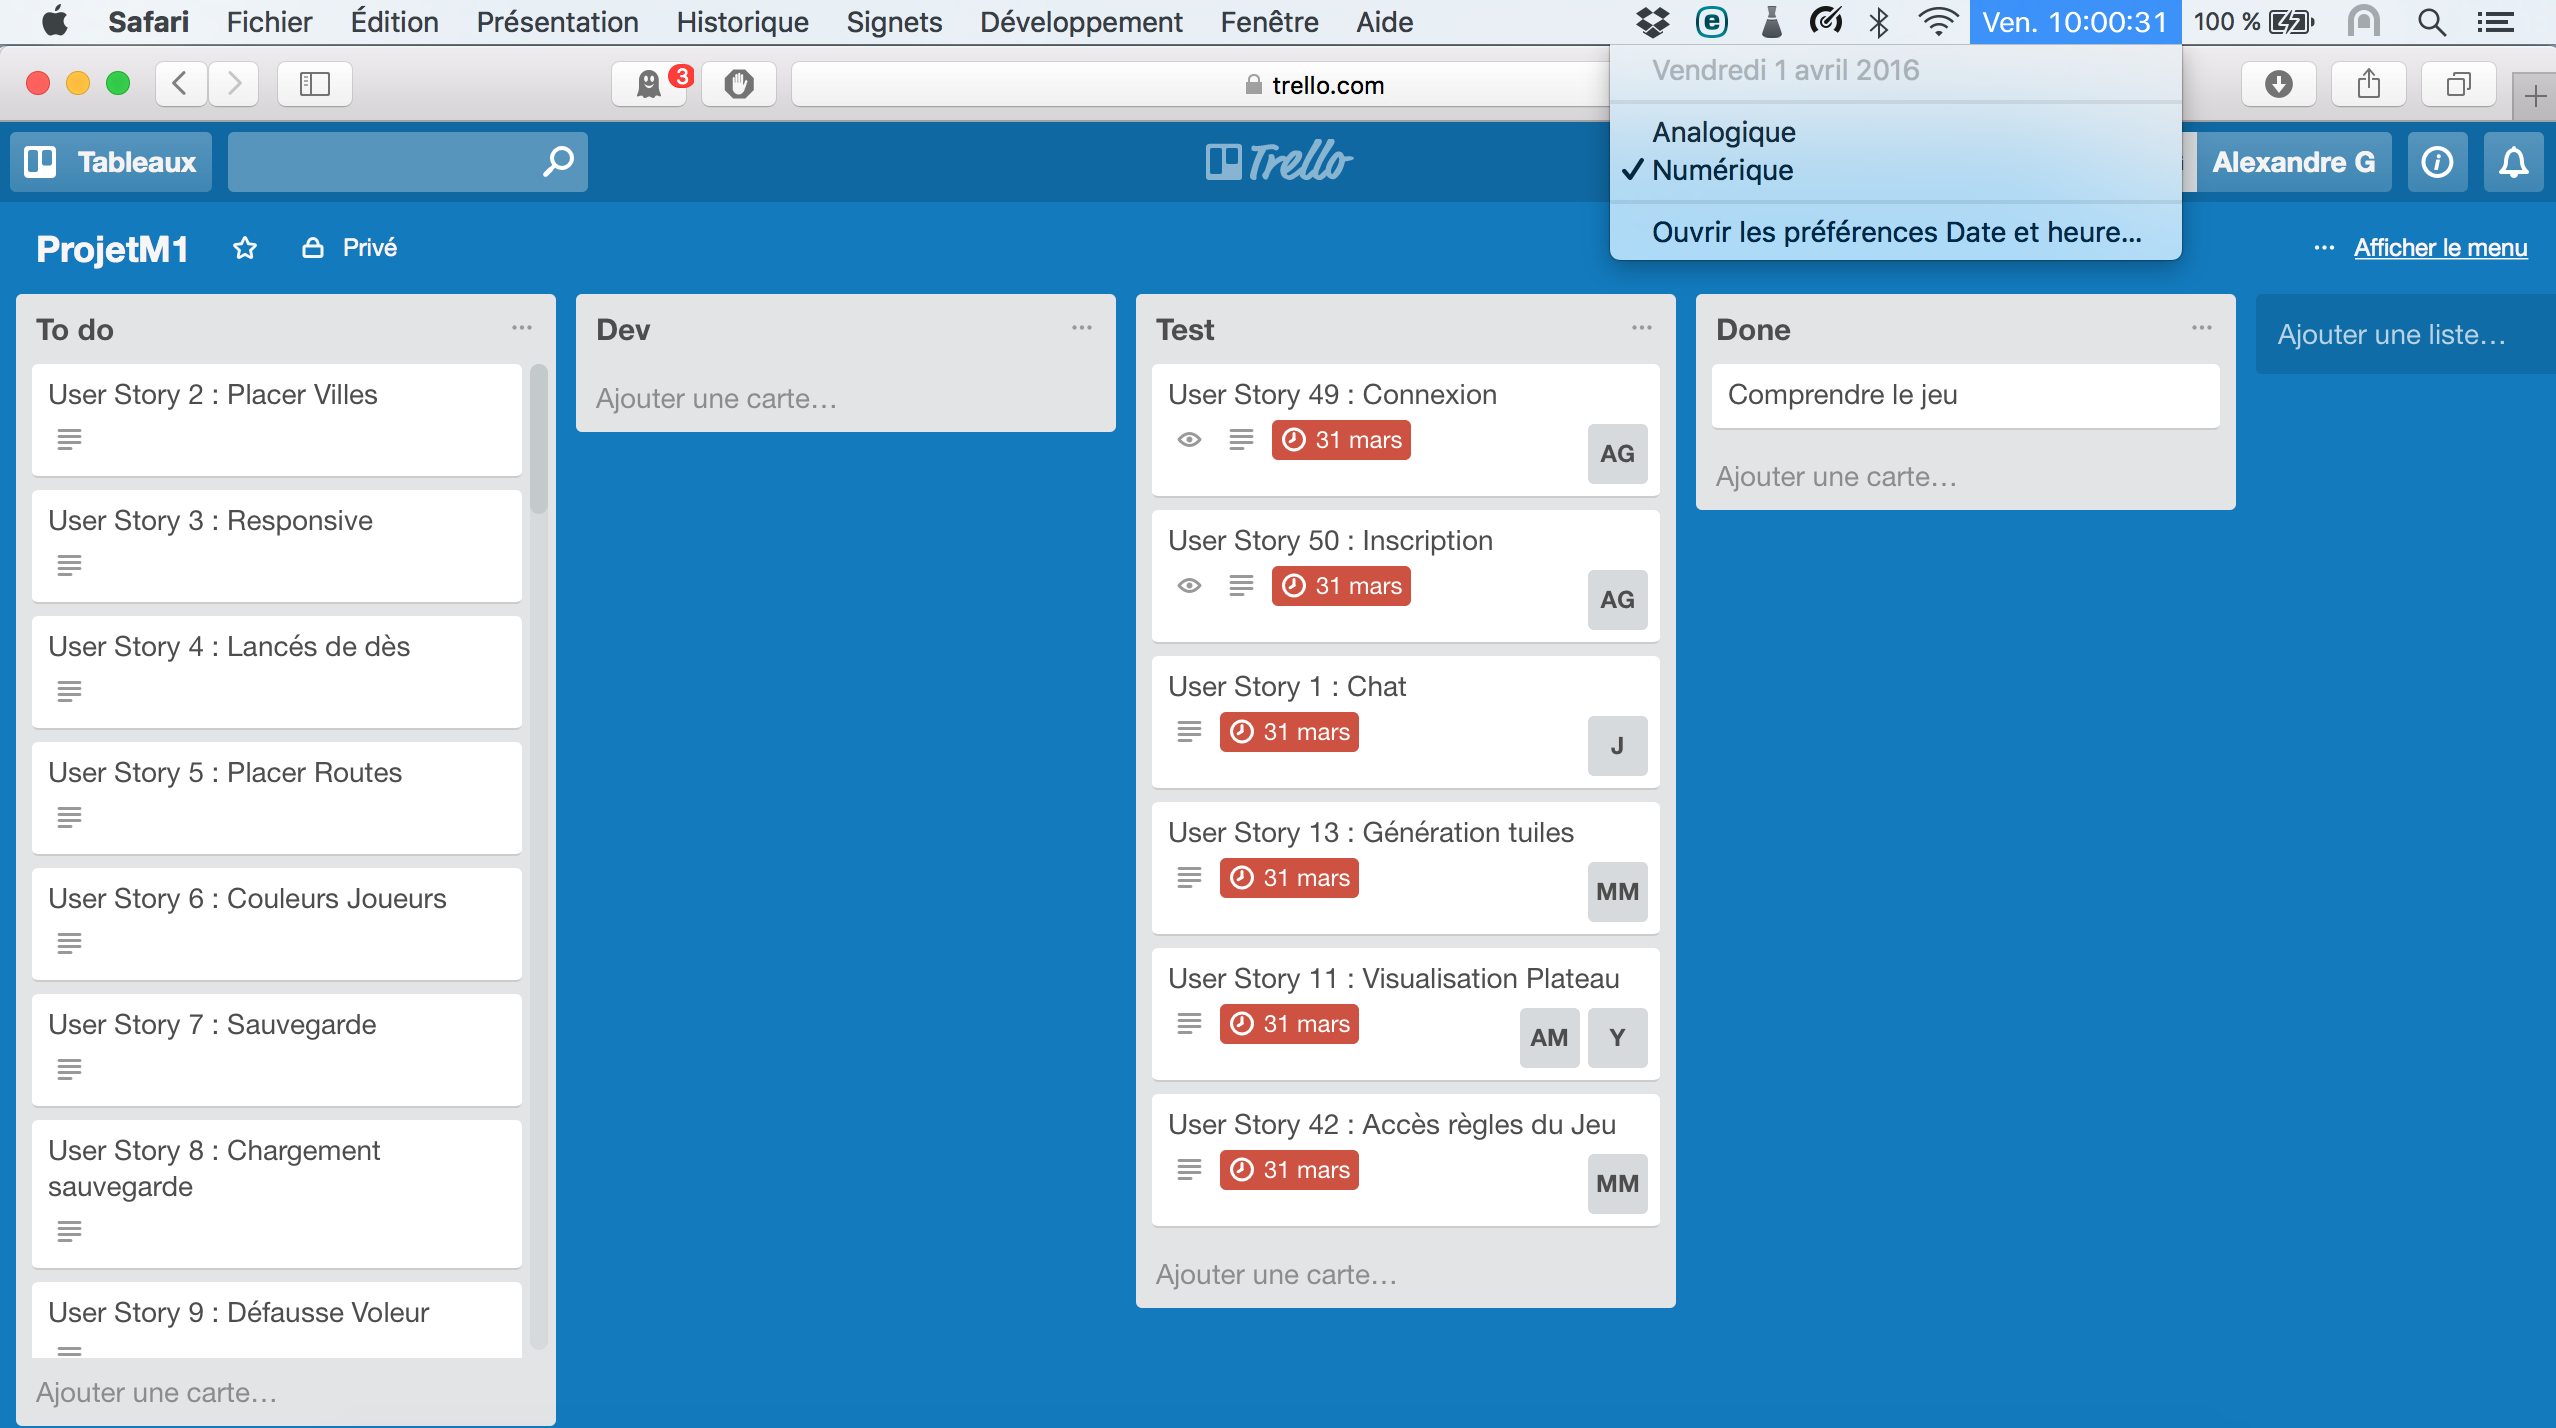 Safari Fichier Édition Présentation Historique Signets Développement Fenêtre Aide Ven. 10:00:31 100 %
3
trello.com
Vendredi 1 avril 2016
Analogique
✓ Numérique
Ouvrir les préférences Date et heure...
Tableaux
Trello
Alexandre G
ProjetM1
Privé
... Afficher le menu
To do
...
User Story 2 : Placer Villes
User Story 3 : Responsive
User Story 4 : Lancés de dès
User Story 5 : Placer Routes
User Story 6 : Couleurs Joueurs
User Story 7 : Sauvegarde
User Story 8 : Chargement
sauvegarde
User Story 9 : Défausse Voleur
Ajouter une carte…
Dev
...
Ajouter une carte…
Test
...
User Story 49 : Connexion
31 mars
AG
User Story 50 : Inscription
31 mars
AG
User Story 1 : Chat
31 mars
J
User Story 13 : Génération tuiles
31 mars
MM
User Story 11 : Visualisation Plateau
31 mars
AM Y
User Story 42 : Accès règles du Jeu
31 mars
MM
Ajouter une carte…
Done
...
Comprendre le jeu
Ajouter une carte…
Ajouter une liste…